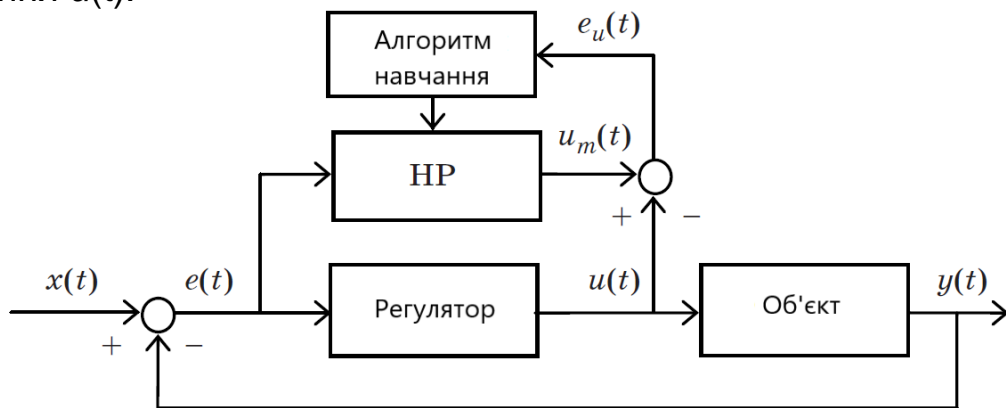 e_u(t)
Алгоритм
навчання
u_m(t)
НР
+ −
x(t) e(t) u(t) y(t)
Регулятор Об'єкт
+ −